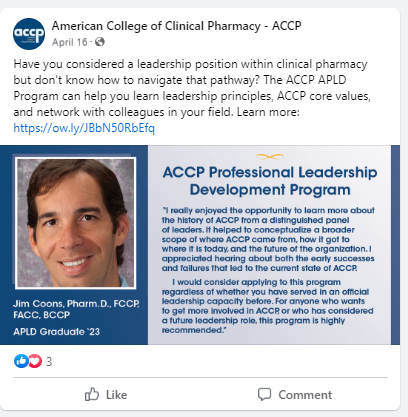 accp
American College of Clinical Pharmacy - ACCP
April 16 ·
Have you considered a leadership position within clinical pharmacy
but don't know how to navigate that pathway? The ACCP APLD
Program can help you learn leadership principles, ACCP core values,
and network with colleagues in your field. Learn more:
https://ow.ly/JBbN50RbEfq
ACCP Professional Leadership
Development Program
"I really enjoyed the opportunity to learn more about
the history of ACCP from a distinguished panel
of leaders. It helped to conceptualize a broader
scope of where ACCP came from, how it got to
where it is today, and the future of the organization. I
appreciated hearing about both the early successes
and failures that led to the current state of ACCP.
I would consider applying to this program
regardless of whether you have served in an official
leadership capacity before. For anyone who wants
to get more involved in ACCP, or who has considered
a future leadership role, this program is highly
recommended."
Jim Coons, Pharm.D., FCCP,
FACC, BCCP
APLD Graduate '23
3
Like
Comment